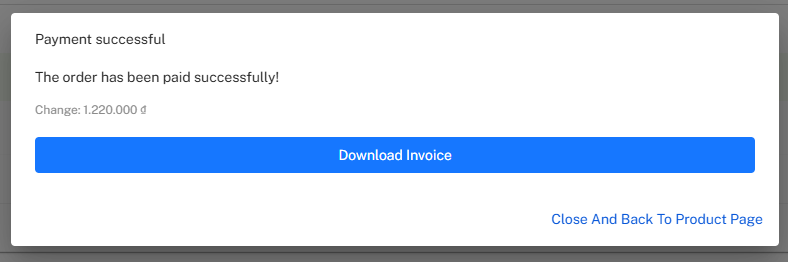 Payment successful
The order has been paid successfully!
Change: 1.220.000 ₫
Download Invoice
Close And Back To Product Page